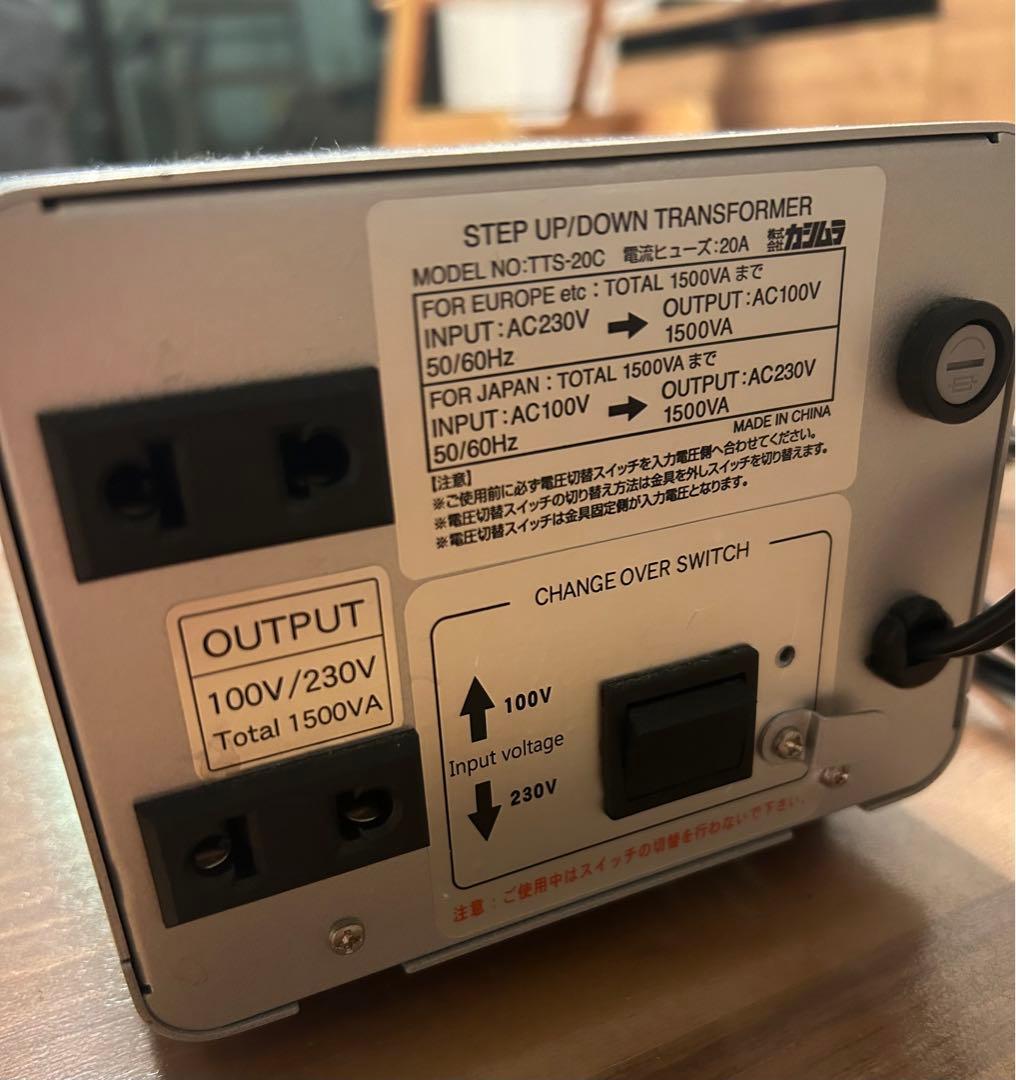 STEP UP/DOWN TRANSFORMER
MODEL NO:TTS-20C 電流ヒューズ:20A 株式会社カシムラ
FOR EUROPE etc : TOTAL 1500VA まで
INPUT:AC230V → OUTPUT:AC100V
50/60Hz 1500VA
FOR JAPAN : TOTAL 1500VA まで
INPUT:AC100V → OUTPUT:AC230V
50/60Hz 1500VA
MADE IN CHINA
【注意】
※ご使用前に必ず電圧切替スイッチを入力電圧側へ合わせてください。
※電圧切替スイッチの切り替え方法は金具を外しスイッチを切り替えます。
※電圧切替スイッチは金具固定側が入力電圧となります。
OUTPUT
100V/230V
Total 1500VA
CHANGE OVER SWITCH
100V
Input voltage
230V
注意:ご使用中はスイッチの切替を行わないで下さい。